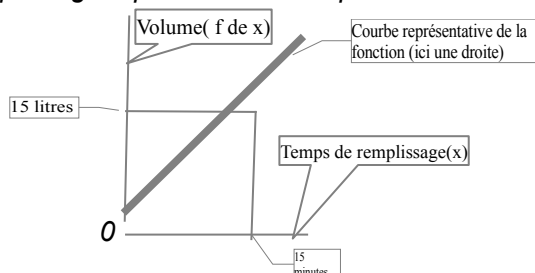 Volume( f de x)
Courbe représentative de la
fonction (ici une droite)
15 litres
Temps de remplissage(x)
0
15
minutes